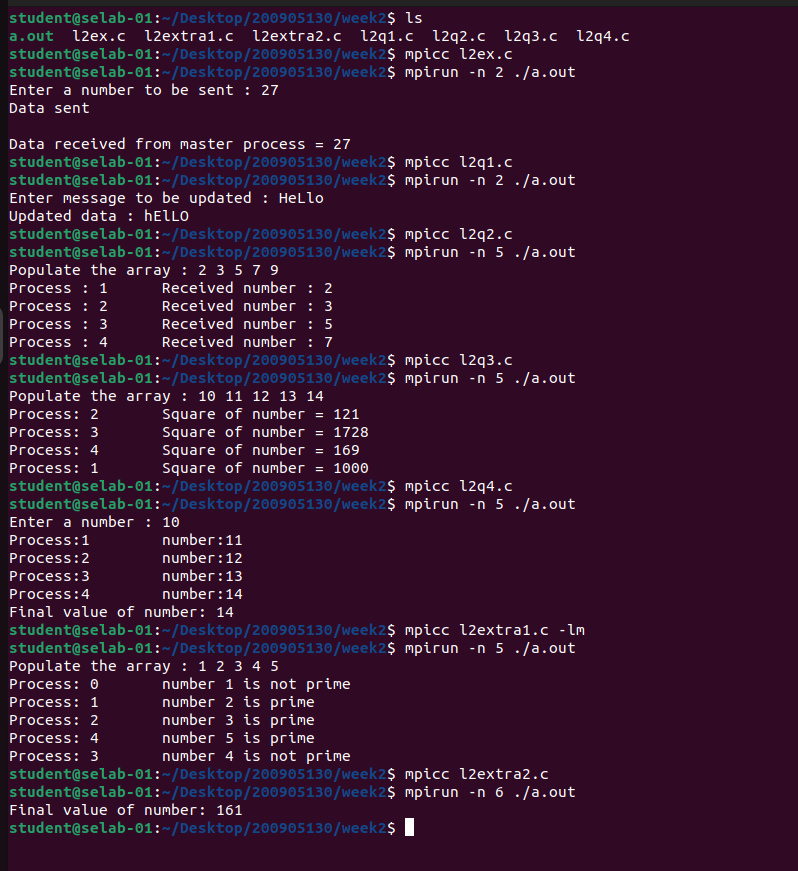 student@selab-01:~/Desktop/200905130/week2$ ls
a.out  l2ex.c  l2extra1.c  l2extra2.c  l2q1.c  l2q2.c  l2q3.c  l2q4.c
student@selab-01:~/Desktop/200905130/week2$ mpicc l2ex.c
student@selab-01:~/Desktop/200905130/week2$ mpirun -n 2 ./a.out
Enter a number to be sent : 27
Data sent

Data received from master process = 27
student@selab-01:~/Desktop/200905130/week2$ mpicc l2q1.c
student@selab-01:~/Desktop/200905130/week2$ mpirun -n 2 ./a.out
Enter message to be updated : HeLlo
Updated data : hElLO
student@selab-01:~/Desktop/200905130/week2$ mpicc l2q2.c
student@selab-01:~/Desktop/200905130/week2$ mpirun -n 5 ./a.out
Populate the array : 2 3 5 7 9
Process : 1      Received number : 2
Process : 2      Received number : 3
Process : 3      Received number : 5
Process : 4      Received number : 7
student@selab-01:~/Desktop/200905130/week2$ mpicc l2q3.c
student@selab-01:~/Desktop/200905130/week2$ mpirun -n 5 ./a.out
Populate the array : 10 11 12 13 14
Process: 2       Square of number = 121
Process: 3       Square of number = 1728
Process: 4       Square of number = 169
Process: 1       Square of number = 1000
student@selab-01:~/Desktop/200905130/week2$ mpicc l2q4.c
student@selab-01:~/Desktop/200905130/week2$ mpirun -n 5 ./a.out
Enter a number : 10
Process:1        number:11
Process:2        number:12
Process:3        number:13
Process:4        number:14
Final value of number: 14
student@selab-01:~/Desktop/200905130/week2$ mpicc l2extra1.c -lm
student@selab-01:~/Desktop/200905130/week2$ mpirun -n 5 ./a.out
Populate the array : 1 2 3 4 5
Process: 0       number 1 is not prime
Process: 1       number 2 is prime
Process: 2       number 3 is prime
Process: 4       number 5 is prime
Process: 3       number 4 is not prime
student@selab-01:~/Desktop/200905130/week2$ mpicc l2extra2.c
student@selab-01:~/Desktop/200905130/week2$ mpirun -n 6 ./a.out
Final value of number: 161
student@selab-01:~/Desktop/200905130/week2$